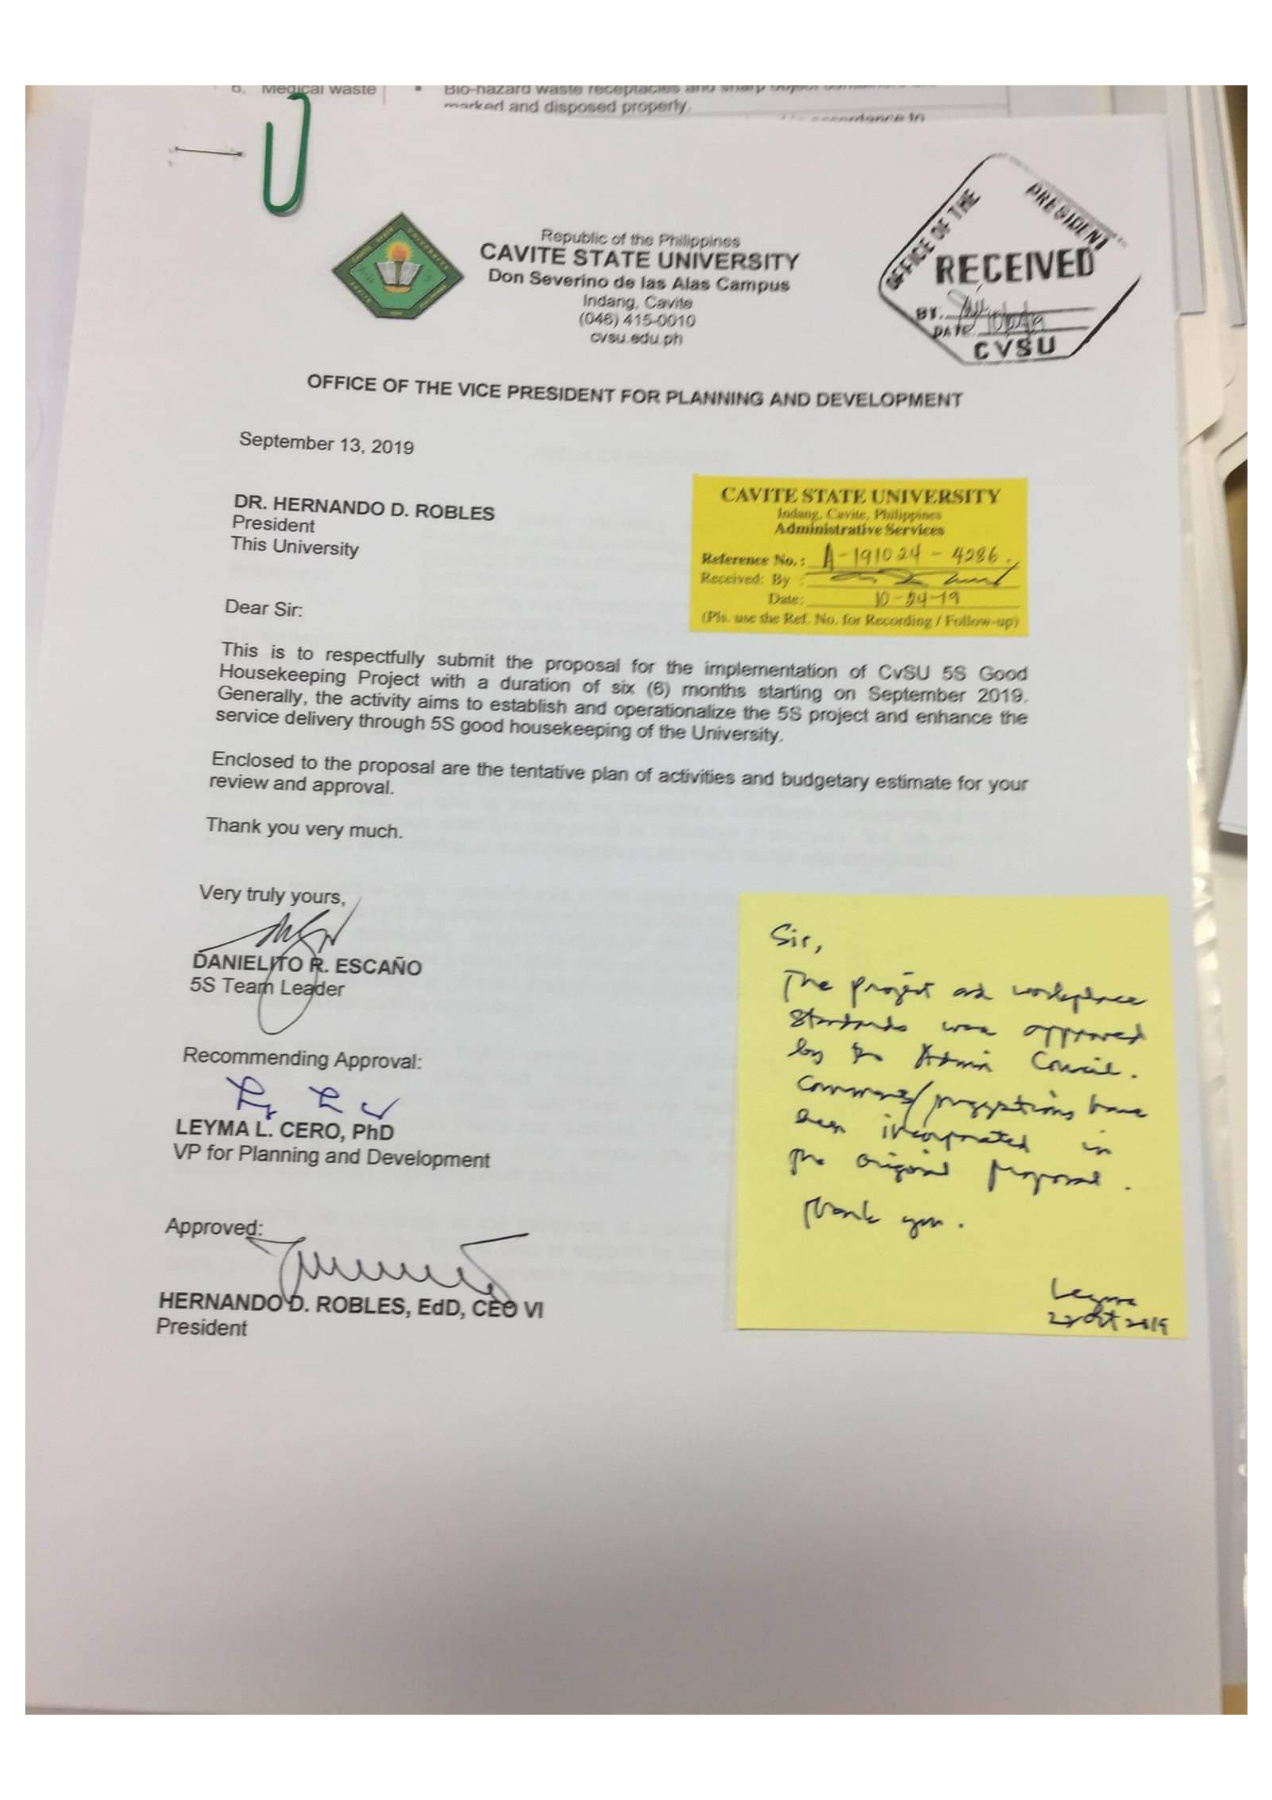 6. Medical waste
• Bio-hazard waste receptacies and sharp object
marked and disposed properly.
accordance in
Republic of the Philippines
CAVITE STATE UNIVERSITY
Don Severino de las Alas Campus
Indang, Cavite
(046) 415-0010
cvsu.edu.ph
OFFICE OF THE PRESIDENT
RECEIVED
BY.
DATE
CVSU
OFFICE OF THE VICE PRESIDENT FOR PLANNING AND DEVELOPMENT
September 13, 2019
DR. HERNANDO D. ROBLES
President
This University
CAVITE STATE UNIVERSITY
Indang, Cavite, Philippines
Administrative Services
Reference No. : A-191024-4286.
Received: By :
Date: 10-24-19
(Pls. use the Ref. No. for Recording / Follow-up)
Dear Sir:
This is to respectfully submit the proposal for the implementation of CvSU 5S Good
Housekeeping Project with a duration of six (6) months starting on September 2019.
Generally, the activity aims to establish and operationalize the 5S project and enhance the
service delivery through 5S good housekeeping of the University.
Enclosed to the proposal are the tentative plan of activities and budgetary estimate for your
review and approval.
Thank you very much.
Very truly yours,
DANIELITO R. ESCAÑO
5S Team Leader
Recommending Approval:
LEYMA L. CERO, PhD
VP for Planning and Development
Approved:
HERNANDO D. ROBLES, EdD, CEO VI
President
Sir,
The project and workplace
standards was approved
by the Admin Council.
Comments/suggestions have
been incorporated in
the original proposal.
Thank you.
Leyma
22 Oct 2019